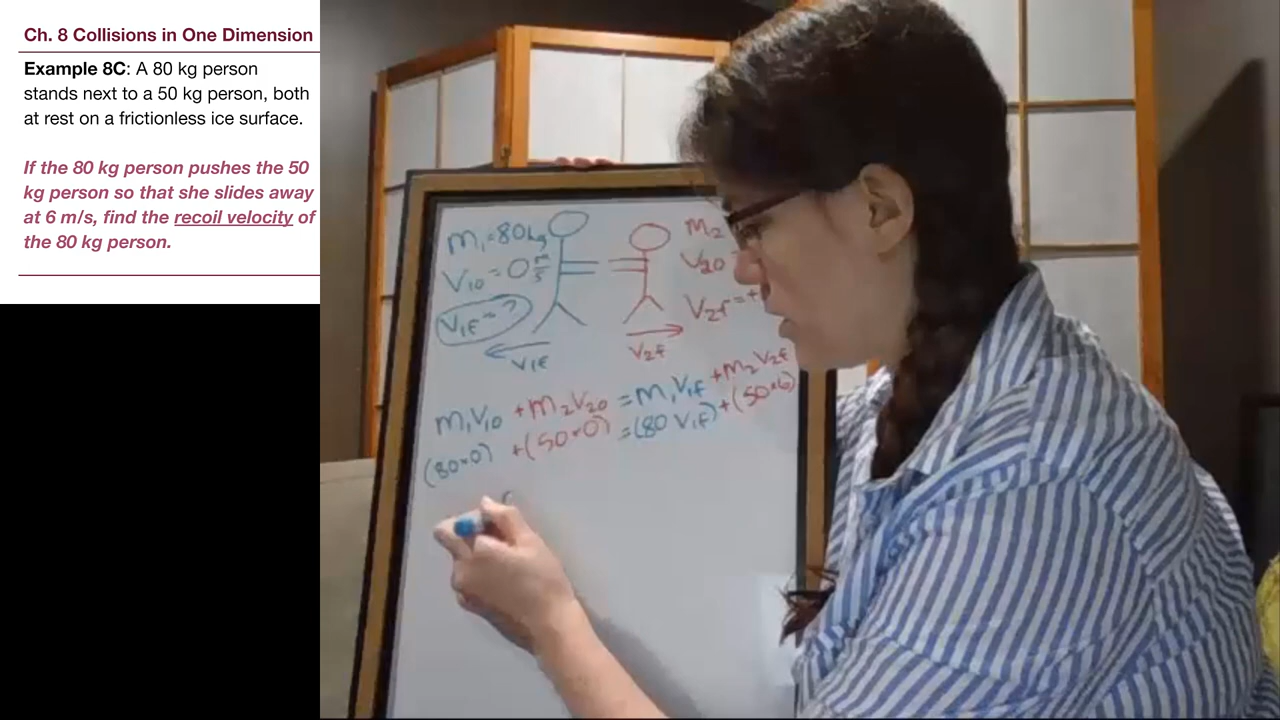 Ch. 8 Collisions in One Dimension
Example 8C: A 80 kg person
stands next to a 50 kg person, both
at rest on a frictionless ice surface.
If the 80 kg person pushes the 50
kg person so that she slides away
at 6 m/s, find the recoil velocity of
the 80 kg person.
m₁=80kg
V₁₀=0 m/s
V₁f=?
V₁f
m₂
V₂₀
V₂f=+
V₂f
m₁V₁₀ +m₂V₂₀ =m₁V₁f +m₂V₂f
(80×0) +(50×0) =(80 V₁f) +(50×6)